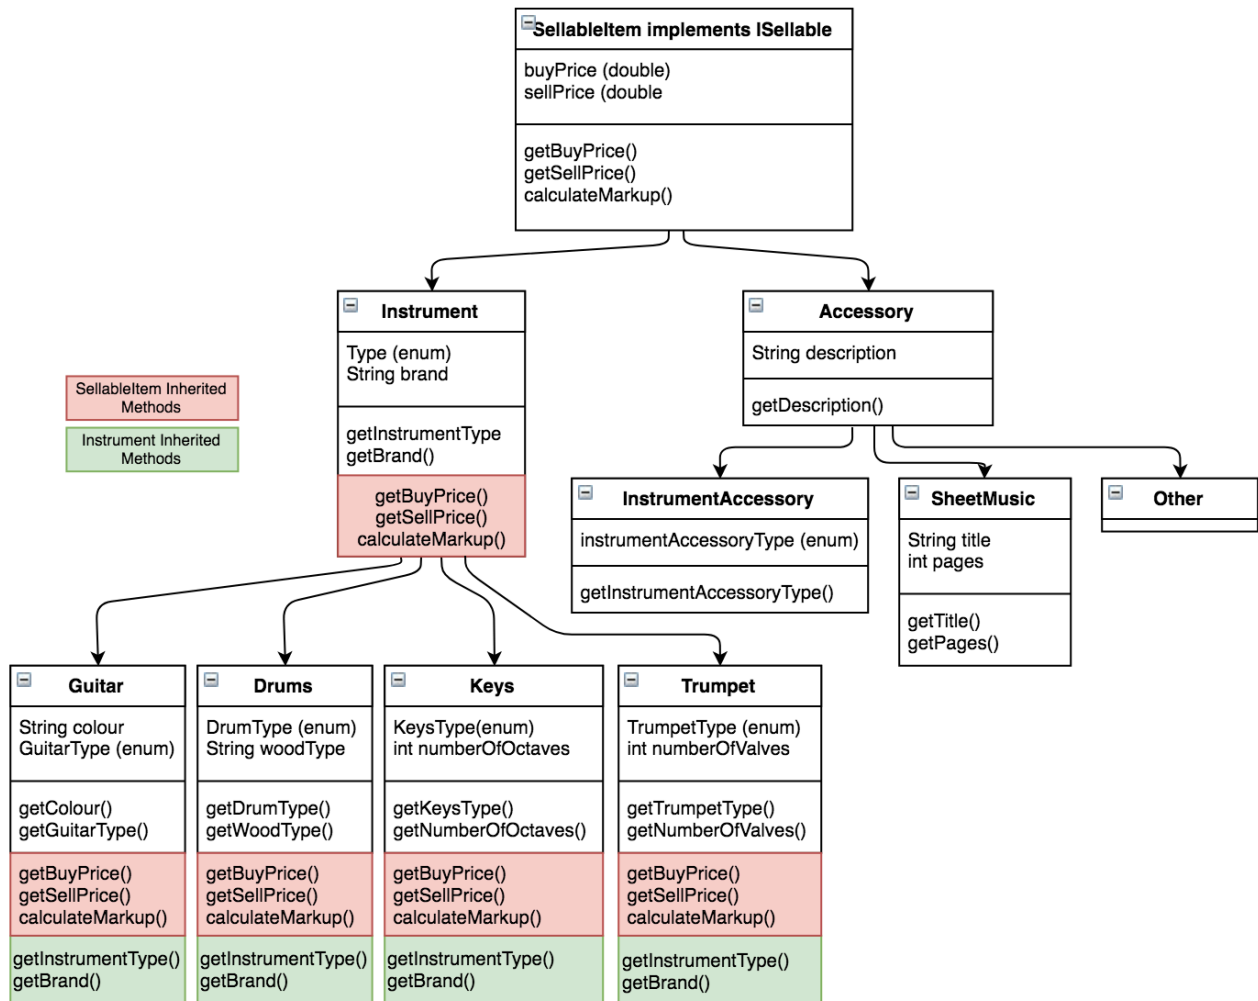 SellableItem implements ISellable
buyPrice (double)
sellPrice (double
getBuyPrice()
getSellPrice()
calculateMarkup()
Instrument
Type (enum)
String brand
getInstrumentType
getBrand()
getBuyPrice()
getSellPrice()
calculateMarkup()
Accessory
String description
getDescription()
SellableItem Inherited
Methods
Instrument Inherited
Methods
InstrumentAccessory
instrumentAccessoryType (enum)
getInstrumentAccessoryType()
SheetMusic
String title
int pages
getTitle()
getPages()
Other
Guitar
String colour
GuitarType (enum)
getColour()
getGuitarType()
getBuyPrice()
getSellPrice()
calculateMarkup()
getInstrumentType()
getBrand()
Drums
DrumType (enum)
String woodType
getDrumType()
getWoodType()
getBuyPrice()
getSellPrice()
calculateMarkup()
getInstrumentType()
getBrand()
Keys
KeysType(enum)
int numberOfOctaves
getKeysType()
getNumberOfOctaves()
getBuyPrice()
getSellPrice()
calculateMarkup()
getInstrumentType()
getBrand()
Trumpet
TrumpetType (enum)
int numberOfValves
getTrumpetType()
getNumberOfValves()
getBuyPrice()
getSellPrice()
calculateMarkup()
getInstrumentType()
getBrand()